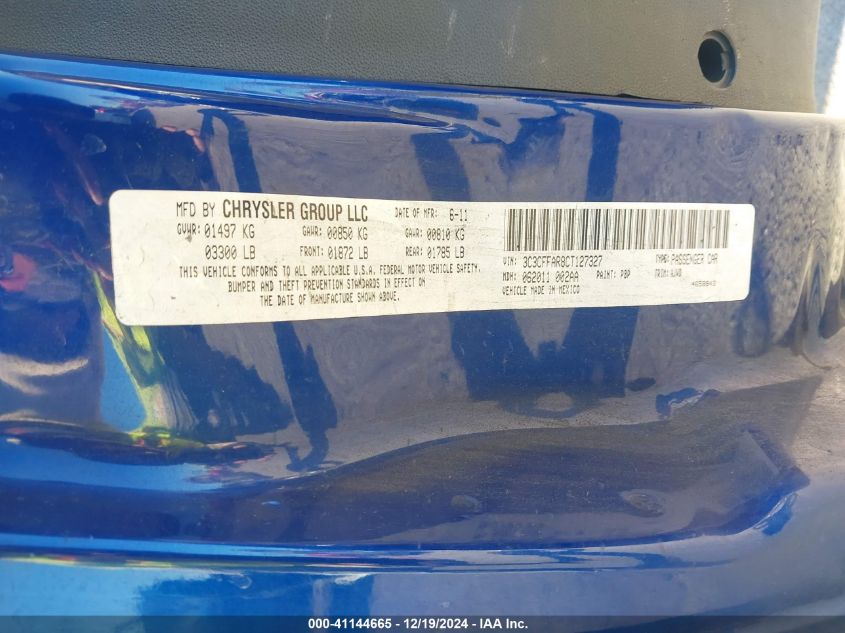 MFD BY CHRYSLER GROUP LLC DATE OF MFR: 6-11
GVWR: 01497 KG GAWR: 00850 KG GAWR: 00810 KG
03300 LB FRONT: 01872 LB REAR: 01785 LB
THIS VEHICLE CONFORMS TO ALL APPLICABLE U.S.A. FEDERAL MOTOR VEHICLE SAFETY,
BUMPER AND THEFT PREVENTION STANDARDS IN EFFECT ON
THE DATE OF MANUFACTURE SHOWN ABOVE.
VIN: 3C3CFFAR8CT127327 TYPE: PASSENGER CAR
MDH: 062011 002AA PAINT: PBP TRIM:
VEHICLE MADE IN MEXICO
000-41144665 - 12/19/2024 - IAA Inc.